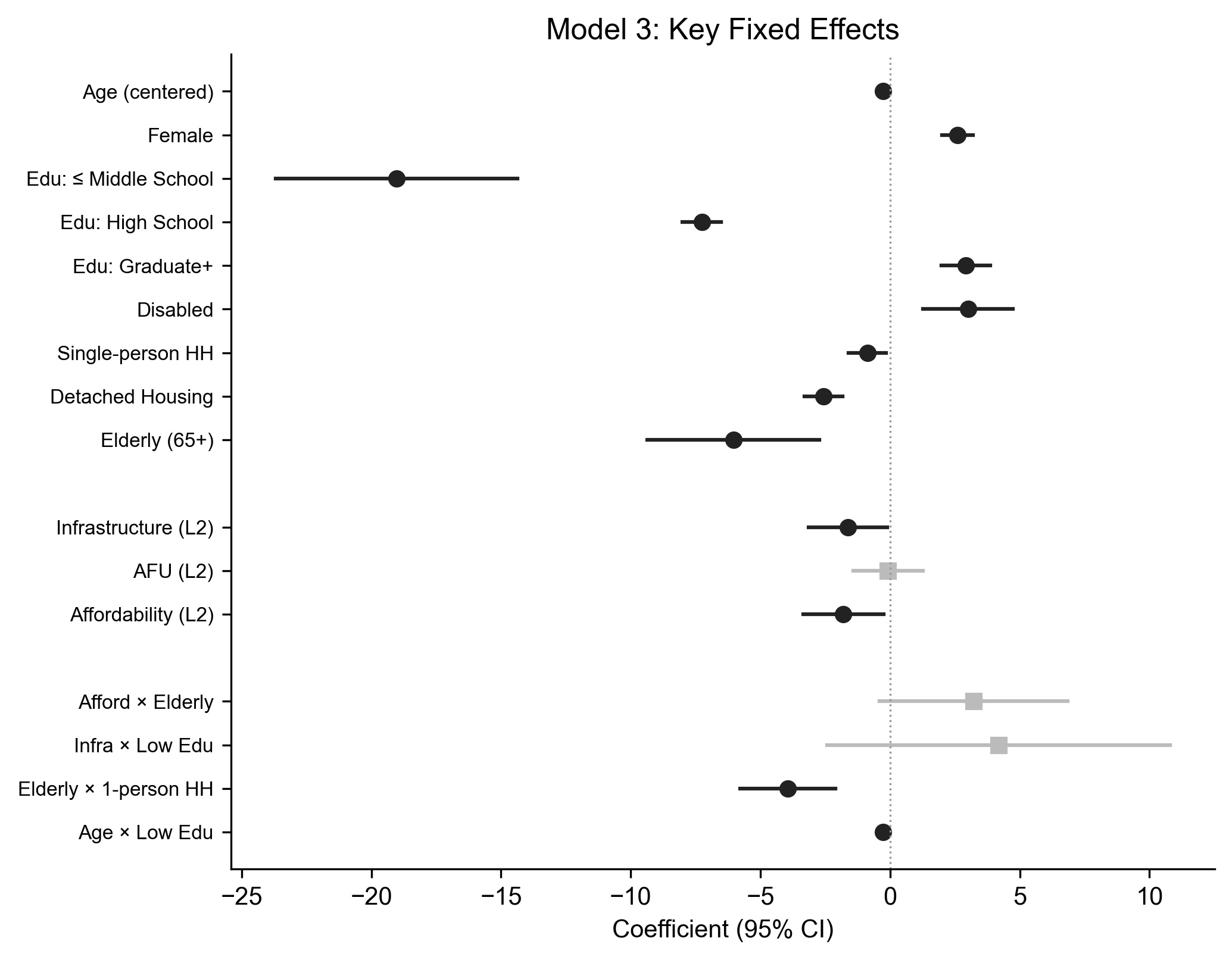 Model 3: Key Fixed Effects
Age (centered)
Female
Edu: ≤ Middle School
Edu: High School
Edu: Graduate+
Disabled
Single-person HH
Detached Housing
Elderly (65+)
Infrastructure (L2)
AFU (L2)
Affordability (L2)
Afford × Elderly
Infra × Low Edu
Elderly × 1-person HH
Age × Low Edu
−25 −20 −15 −10 −5 0 5 10
Coefficient (95% CI)